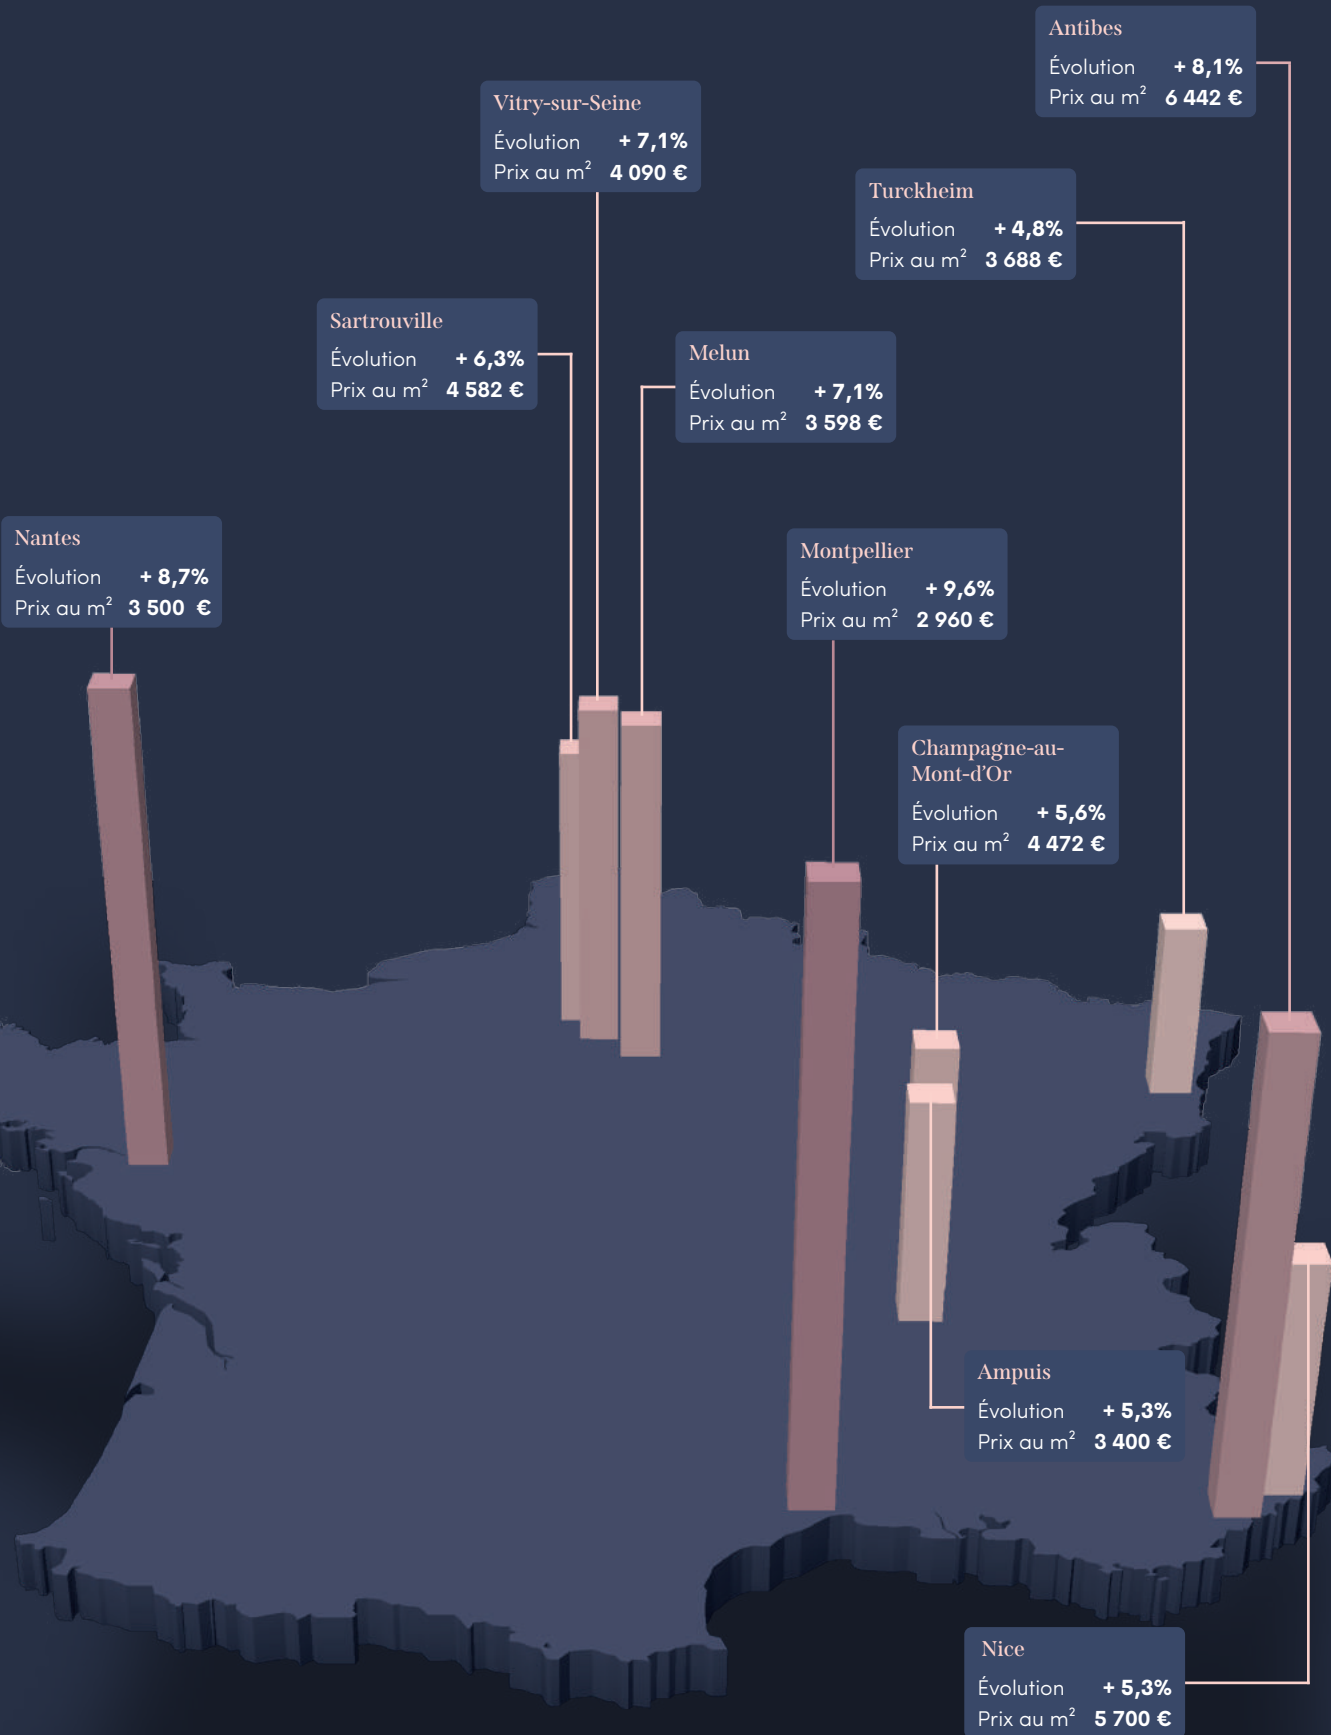 Antibes
Évolution + 8,1%
Prix au m² 6 442 €
Vitry-sur-Seine
Évolution + 7,1%
Prix au m² 4 090 €
Turckheim
Évolution + 4,8%
Prix au m² 3 688 €
Sartrouville
Évolution + 6,3%
Prix au m² 4 582 €
Melun
Évolution + 7,1%
Prix au m² 3 598 €
Nantes
Évolution + 8,7%
Prix au m² 3 500 €
Montpellier
Évolution + 9,6%
Prix au m² 2 960 €
Champagne-au-
Mont-d’Or
Évolution + 5,6%
Prix au m² 4 472 €
Ampuis
Évolution + 5,3%
Prix au m² 3 400 €
Nice
Évolution + 5,3%
Prix au m² 5 700 €